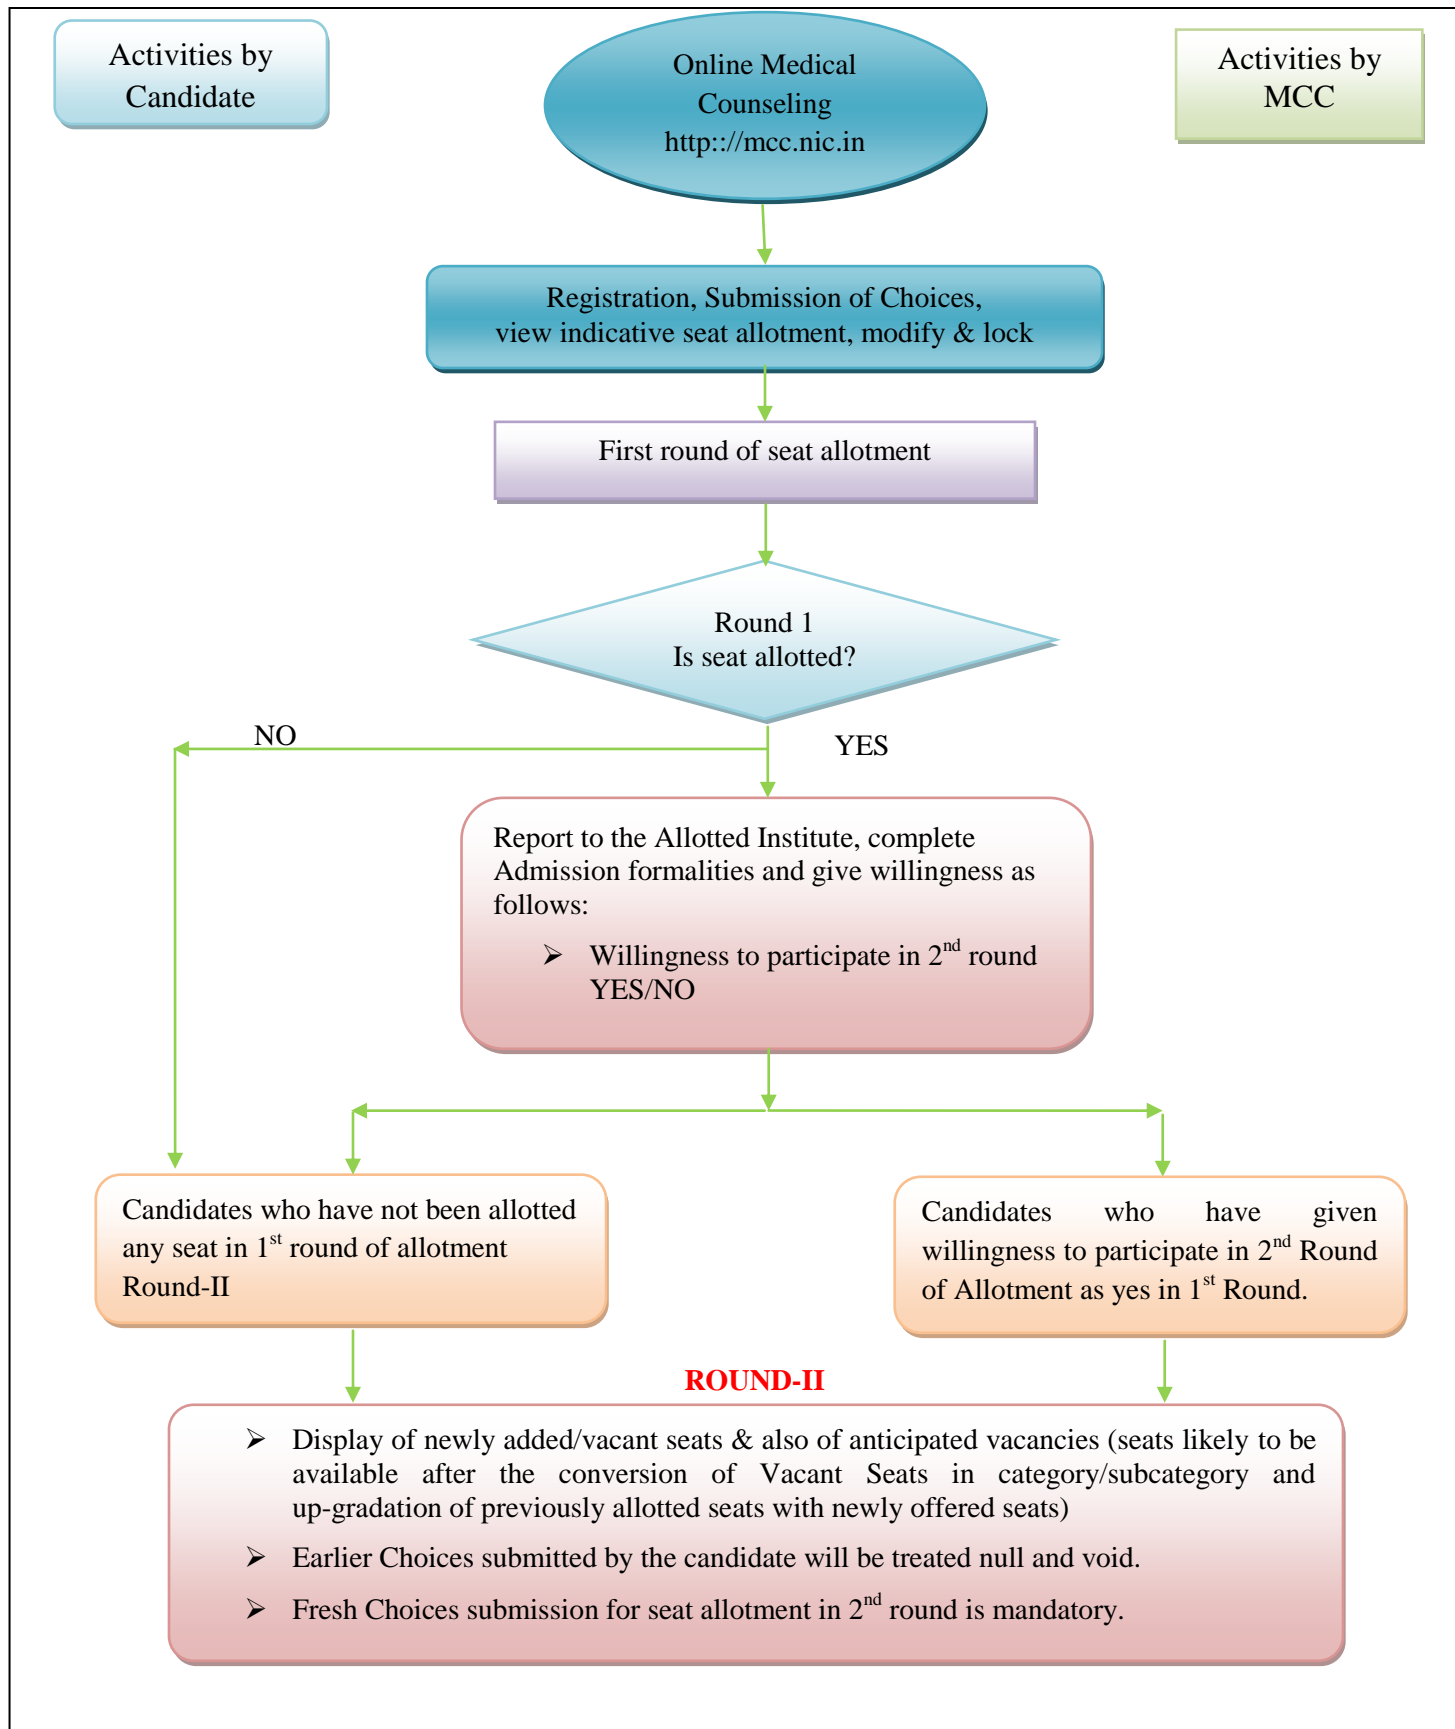 Activities by
Candidate
Online Medical
Counseling
http:://mcc.nic.in
Activities by
MCC
Registration, Submission of Choices,
view indicative seat allotment, modify & lock
First round of seat allotment
Round 1
Is seat allotted?
NO
YES
Report to the Allotted Institute, complete
Admission formalities and give willingness as
follows:
➢ Willingness to participate in 2nd round
YES/NO
Candidates who have not been allotted
any seat in 1st round of allotment
Round-II
Candidates who have given
willingness to participate in 2nd Round
of Allotment as yes in 1st Round.
ROUND-II
➢ Display of newly added/vacant seats & also of anticipated vacancies (seats likely to be
available after the conversion of Vacant Seats in category/subcategory and
up-gradation of previously allotted seats with newly offered seats)
➢ Earlier Choices submitted by the candidate will be treated null and void.
➢ Fresh Choices submission for seat allotment in 2nd round is mandatory.